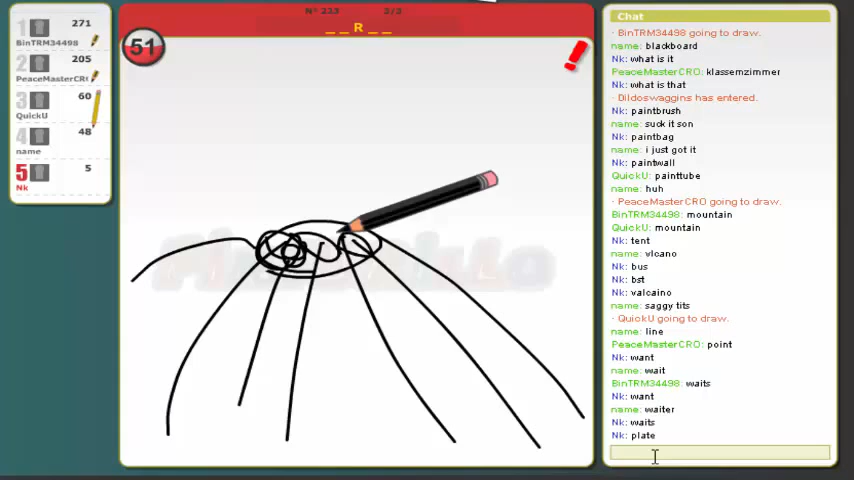 1 271
BinTRM34498
2 205
PeaceMasterCR
3 60
QuickU
4 48
name
5 5
Nk
51
N° 223 2/2
_ _ R _ _
Chat
· BinTRM34498 going to draw.
name: blackboard
Nk: what is it
PeaceMasterCRO: klassemzimmer
Nk: what is that
· Dildoswaggins has entered.
Nk: paintbrush
name: suck it son
Nk: paintbag
name: i just got it
Nk: paintwall
QuickU: painttube
name: huh
· PeaceMasterCRO going to draw.
BinTRM34498: mountain
QuickU: mountain
Nk: tent
name: vlcano
Nk: bus
Nk: bst
Nk: valcaino
name: saggy tits
· QuickU going to draw.
name: line
PeaceMasterCRO: point
Nk: want
name: wait
BinTRM34498: waits
Nk: want
name: waiter
Nk: waits
Nk: plate